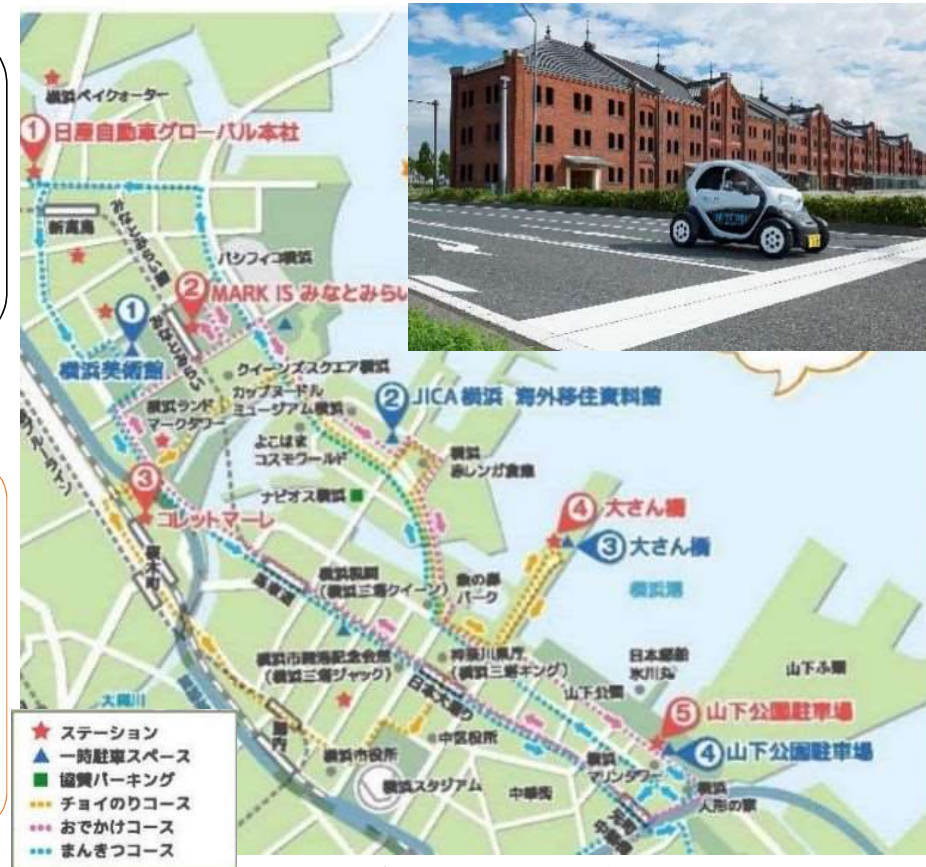 横浜ベイクォーター
1
日産自動車グローバル本社
新高島
みなとみらい線
パシフィコ横浜
2
MARK IS みなとみらい
1
横浜美術館
みなとみらい
クイーンズスクエア横浜
横浜ランド
マークタワー
カップヌードル
ミュージアム横浜
よこはま
コスモワールド
2
JICA横浜 海外移住資料館
横浜
赤レンガ倉庫
ナビオス横浜
ブルーライン
3
コレットマーレ
桜木町
4
大さん橋
3
大さん橋
横浜港
象の鼻
パーク
横浜税関
(横浜三塔クイーン)
馬車道
横浜市開港記念会館
(横浜三塔ジャック)
神奈川県庁
(横浜三塔キング)
日本大通り
日本郵船
氷川丸
山下公園
山下ふ頭
5
山下公園駐車場
4
山下公園駐車場
大岡川
関内
横浜市役所
中区役所
横浜スタジアム
中華街
横浜
マリンタワー
横浜
人形の家
元町
中華街
ステーション
一時駐車スペース
協賛パーキング
チョイのりコース
おでかけコース
まんきつコース